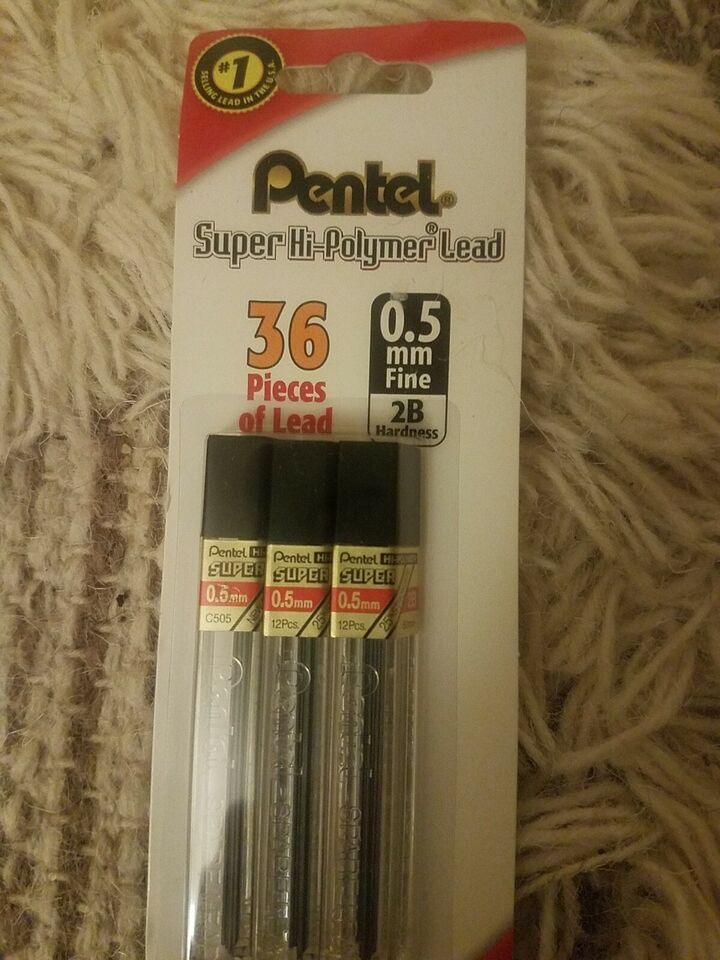 #1
SELLING LEAD IN THE U.S.A.
Pentel®
Super Hi-Polymer® Lead
36
Pieces
of Lead
0.5
mm
Fine
2B
Hardness
Pentel
SUPER
0.5mm
C505
Pentel
SUPER
0.5mm
12Pcs.
Pentel
SUPER
0.5mm
12Pcs.
2B